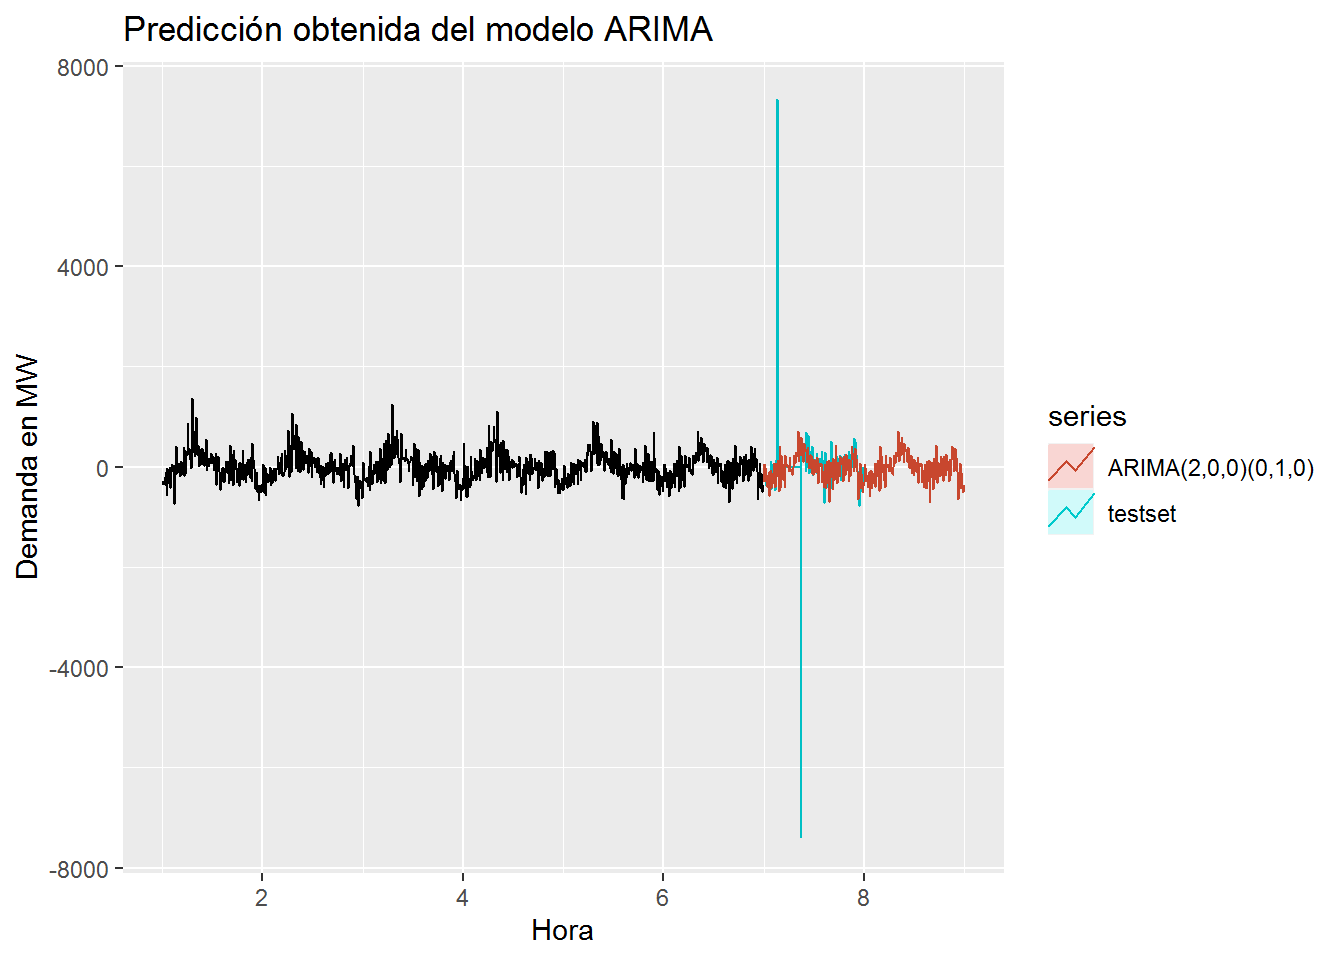 Predicción obtenida del modelo ARIMA
8000
4000
0
-4000
-8000
Demanda en MW
2
4
6
8
Hora
series
ARIMA(2,0,0)(0,1,0)
testset